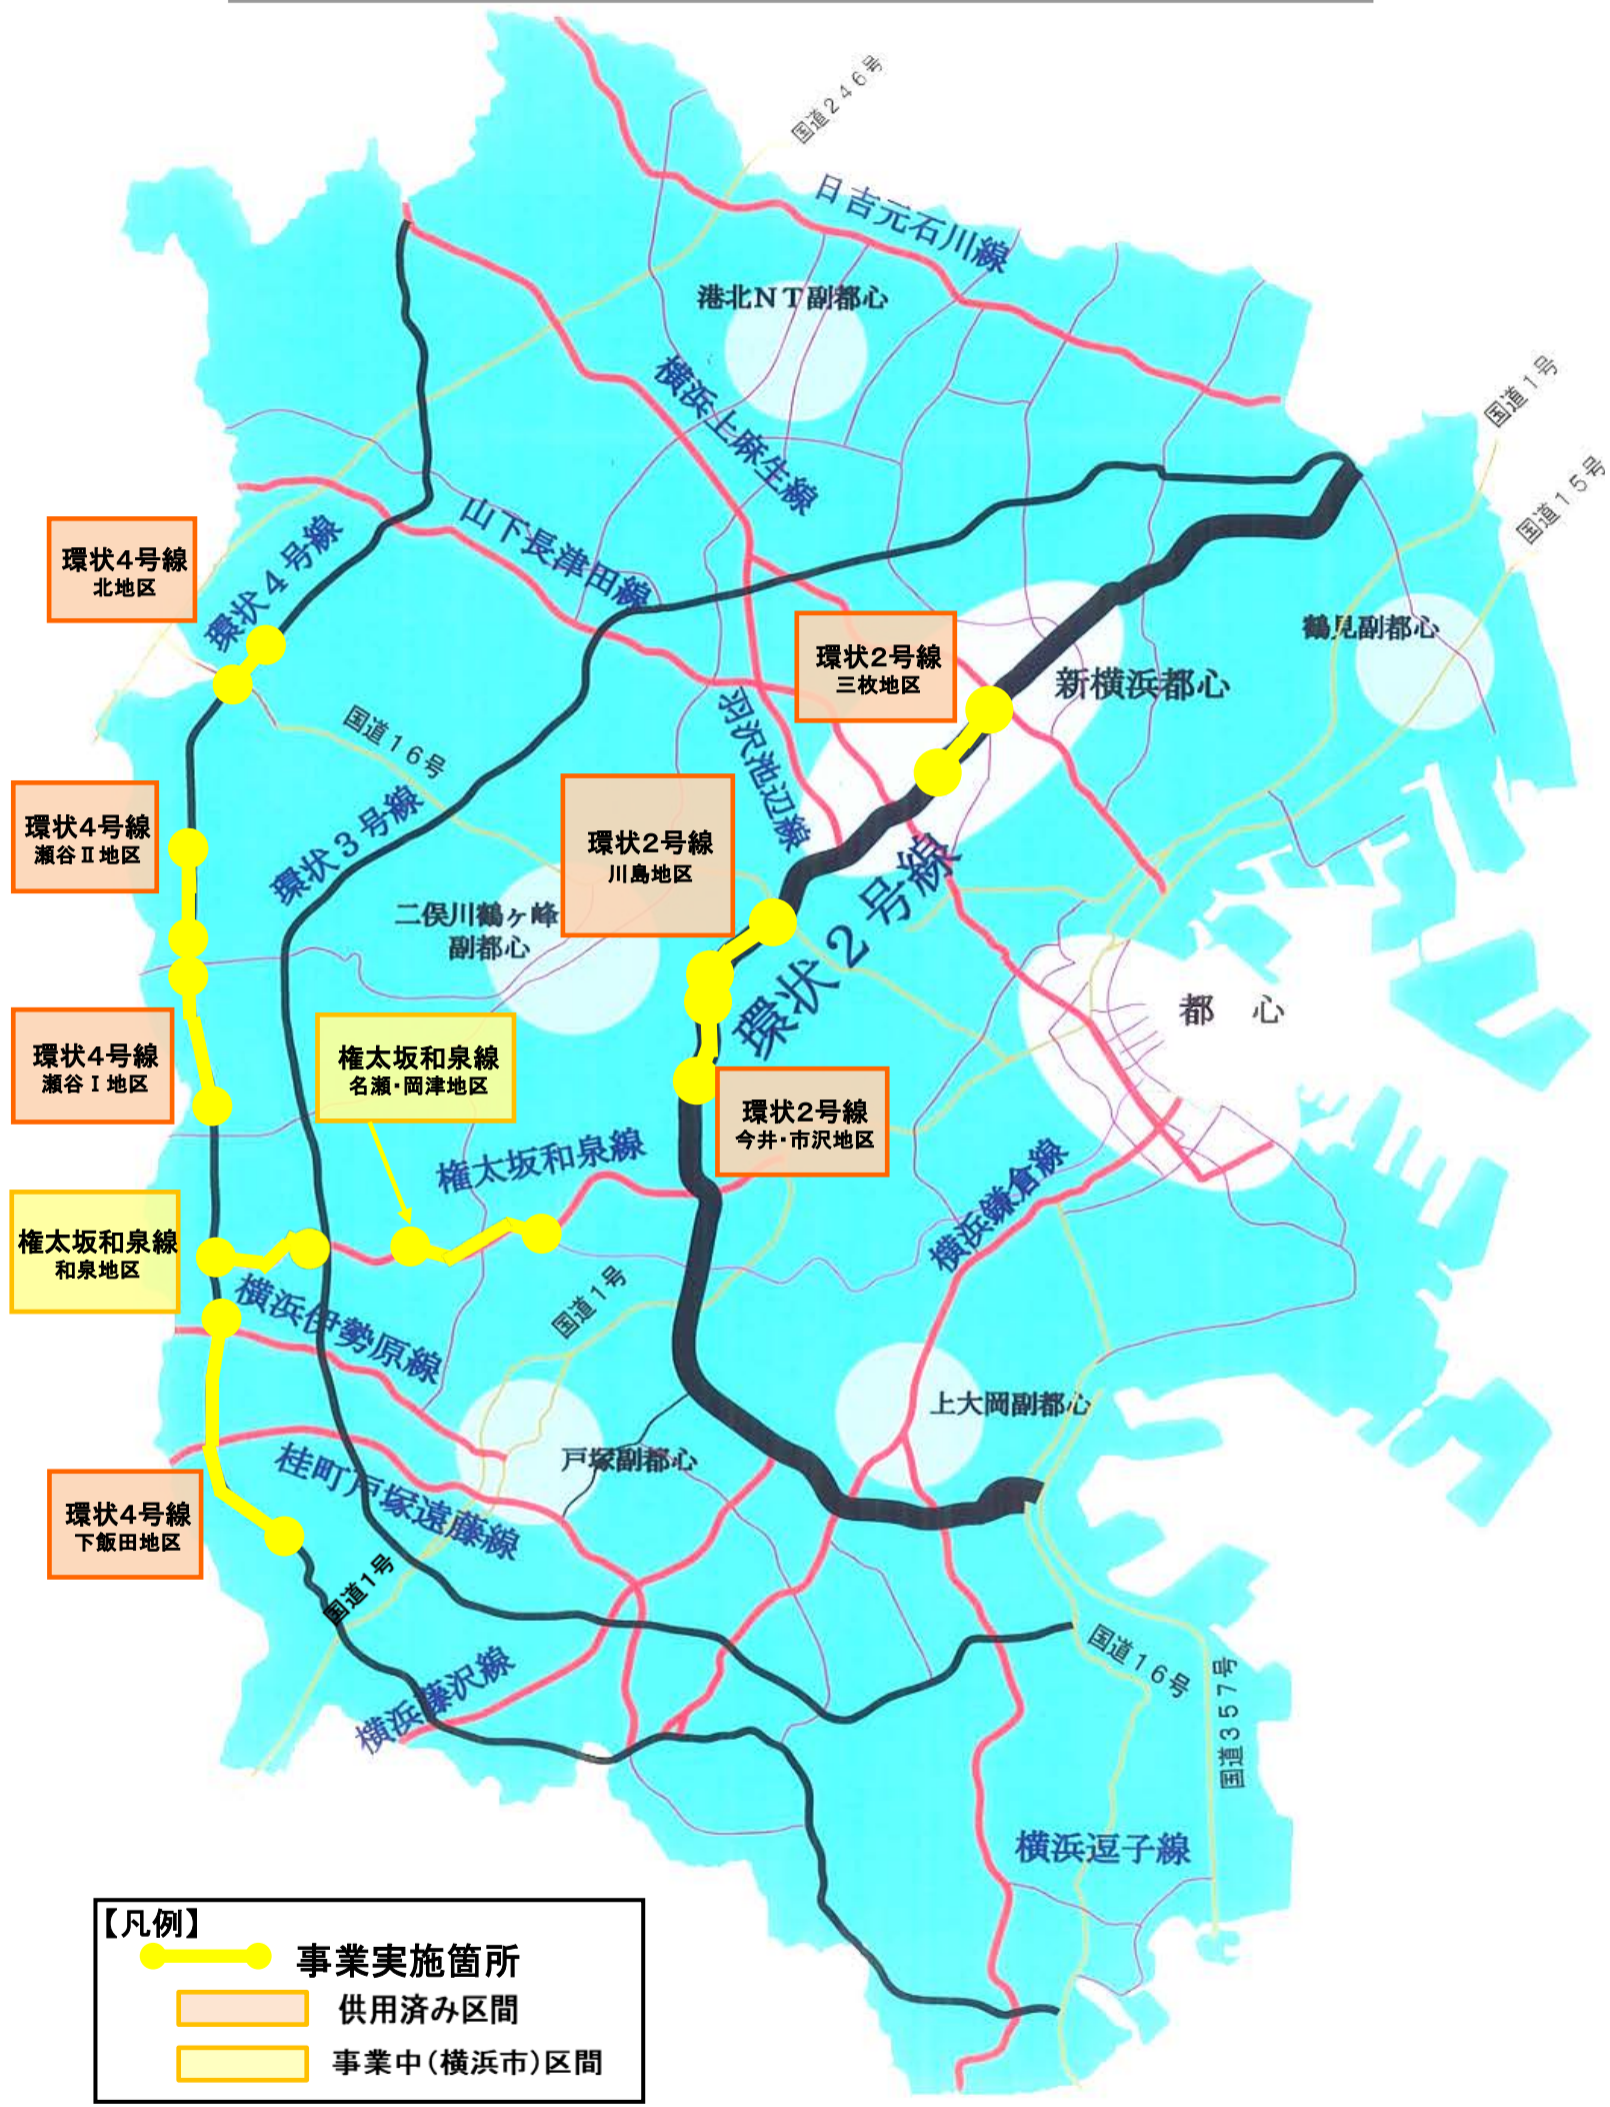 国道246号
日吉元石川線
港北NT副都心
横浜上麻生線
国道1号
国道15号
山下長津田線
環状4号線
北地区
環状4号線
鶴見副都心
環状2号線
三枚地区
新横浜都心
羽沢池辺線
国道16号
環状4号線
瀬谷Ⅱ地区
環状3号線
環状2号線
川島地区
二俣川鶴ヶ峰
副都心
環状2号線
都心
環状4号線
瀬谷Ⅰ地区
権太坂和泉線
名瀬・岡津地区
環状2号線
今井・市沢地区
権太坂和泉線
横浜鎌倉線
権太坂和泉線
和泉地区
横浜伊勢原線
国道1号
上大岡副都心
戸塚副都心
桂町戸塚遠藤線
環状4号線
下飯田地区
国道1号
横浜藤沢線
国道16号
国道357号
横浜逗子線
【凡例】
事業実施箇所
供用済み区間
事業中(横浜市)区間